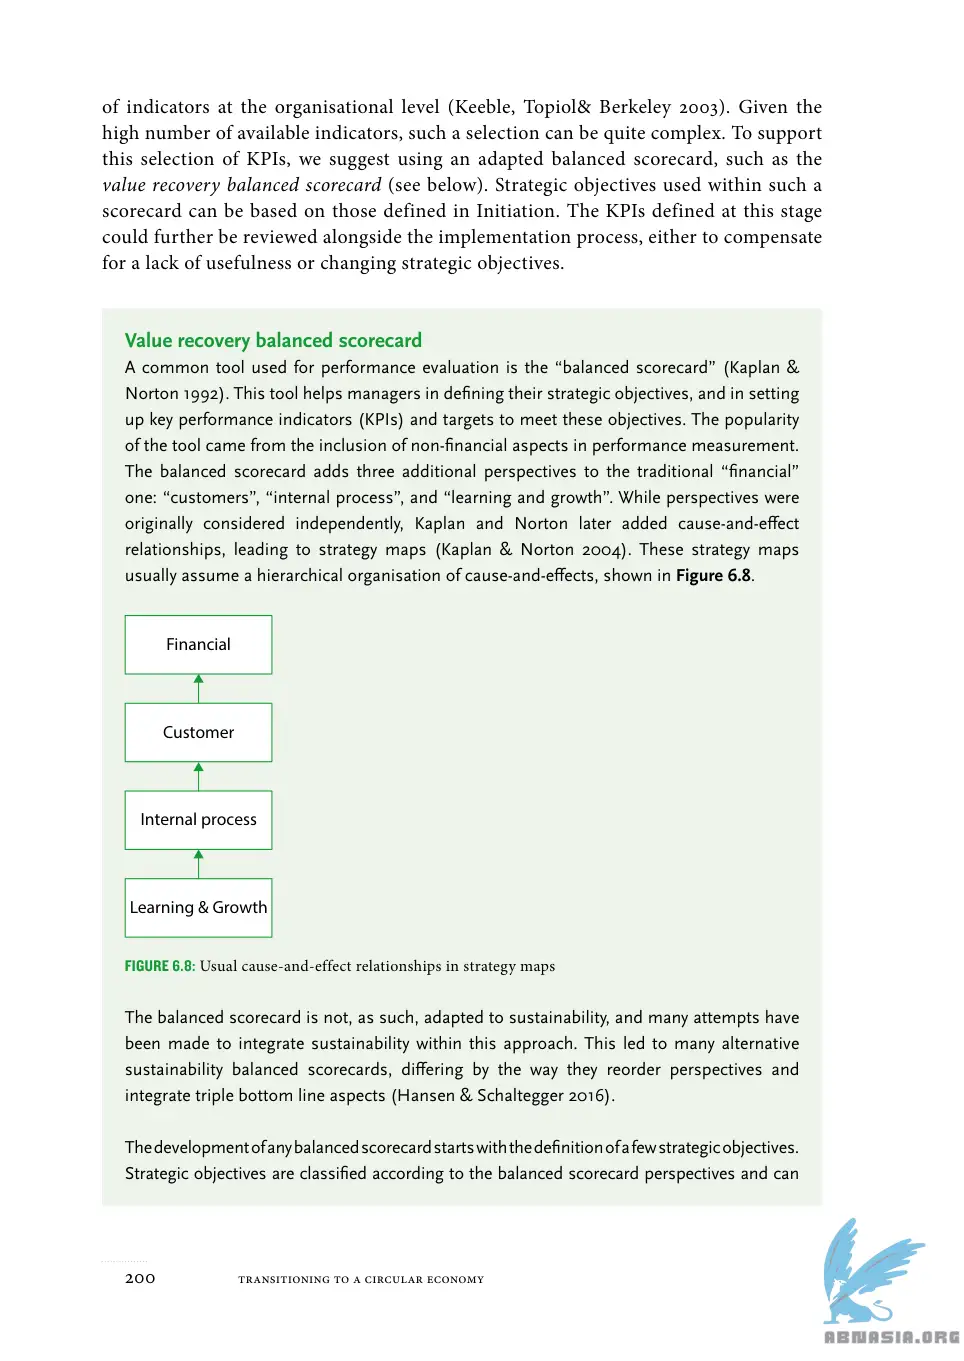 of indicators at the organisational level (Keeble, Topiol& Berkeley 2003). Given the
high number of available indicators, such a selection can be quite complex. To support
this selection of KPIs, we suggest using an adapted balanced scorecard, such as the
value recovery balanced scorecard (see below). Strategic objectives used within such a
scorecard can be based on those defined in Initiation. The KPIs defined at this stage
could further be reviewed alongside the implementation process, either to compensate
for a lack of usefulness or changing strategic objectives.
Value recovery balanced scorecard
A common tool used for performance evaluation is the “balanced scorecard” (Kaplan &
Norton 1992). This tool helps managers in defining their strategic objectives, and in setting
up key performance indicators (KPIs) and targets to meet these objectives. The popularity
of the tool came from the inclusion of non-financial aspects in performance measurement.
The balanced scorecard adds three additional perspectives to the traditional “financial”
one: “customers”, “internal process”, and “learning and growth”. While perspectives were
originally considered independently, Kaplan and Norton later added cause-and-effect
relationships, leading to strategy maps (Kaplan & Norton 2004). These strategy maps
usually assume a hierarchical organisation of cause-and-effects, shown in Figure 6.8.
Financial
Customer
Internal process
Learning & Growth
FIGURE 6.8: Usual cause-and-effect relationships in strategy maps
The balanced scorecard is not, as such, adapted to sustainability, and many attempts have
been made to integrate sustainability within this approach. This led to many alternative
sustainability balanced scorecards, differing by the way they reorder perspectives and
integrate triple bottom line aspects (Hansen & Schaltegger 2016).
The development of any balanced scorecard starts with the definition of a few strategic objectives.
Strategic objectives are classified according to the balanced scorecard perspectives and can
200 TRANSITIONING TO A CIRCULAR ECONOMY
ABNASIA.ORG